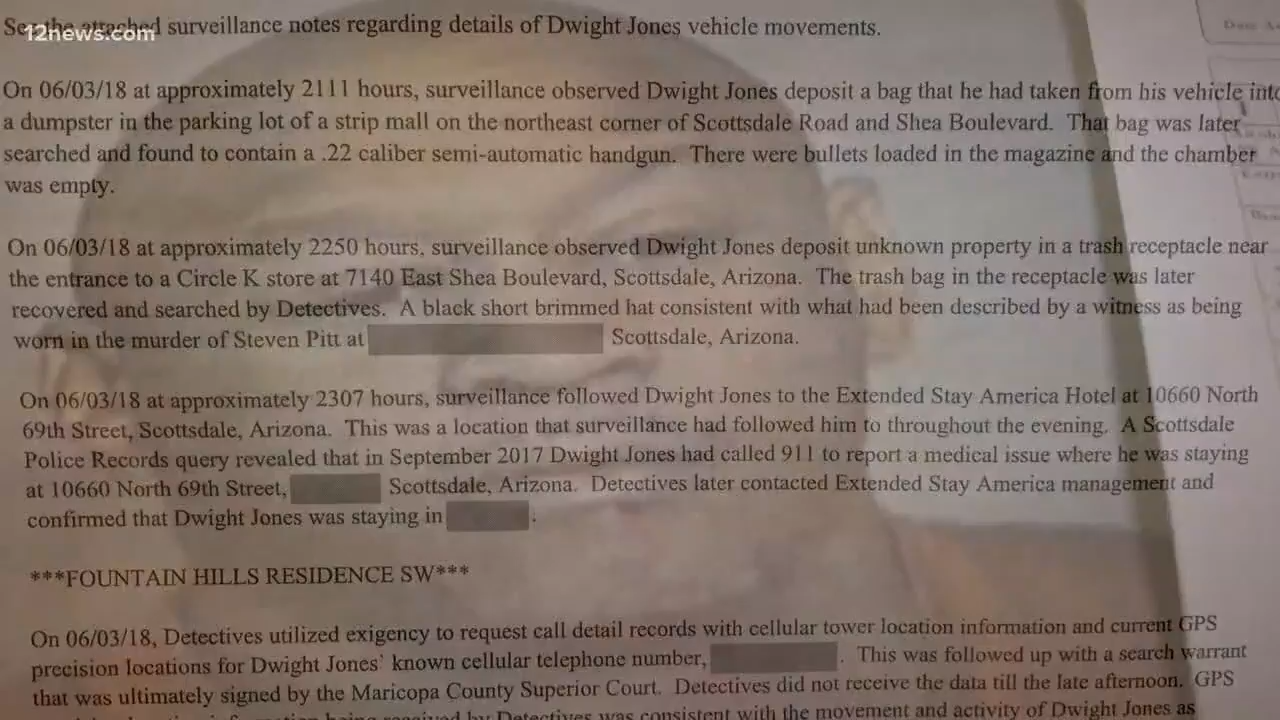 See the attached surveillance notes regarding details of Dwight Jones vehicle movements.
12news.com
On 06/03/18 at approximately 2111 hours, surveillance observed Dwight Jones deposit a bag that he had taken from his vehicle into
a dumpster in the parking lot of a strip mall on the northeast corner of Scottsdale Road and Shea Boulevard. That bag was later
searched and found to contain a .22 caliber semi-automatic handgun. There were bullets loaded in the magazine and the chamber
was empty.
On 06/03/18 at approximately 2250 hours, surveillance observed Dwight Jones deposit unknown property in a trash receptacle near
the entrance to a Circle K store at 7140 East Shea Boulevard, Scottsdale, Arizona. The trash bag in the receptacle was later
recovered and searched by Detectives. A black short brimmed hat consistent with what had been described by a witness as being
worn in the murder of Steven Pitt at Scottsdale, Arizona.
On 06/03/18 at approximately 2307 hours, surveillance followed Dwight Jones to the Extended Stay America Hotel at 10660 North
69th Street, Scottsdale, Arizona. This was a location that surveillance had followed him to throughout the evening. A Scottsdale
Police Records query revealed that in September 2017 Dwight Jones had called 911 to report a medical issue where he was staying
at 10660 North 69th Street, Scottsdale, Arizona. Detectives later contacted Extended Stay America management and
confirmed that Dwight Jones was staying in .
***FOUNTAIN HILLS RESIDENCE SW***
On 06/03/18, Detectives utilized exigency to request call detail records with cellular tower location information and current GPS
precision locations for Dwight Jones' known cellular telephone number, . This was followed up with a search warrant
that was ultimately signed by the Maricopa County Superior Court. Detectives did not receive the data till the late afternoon. GPS
being received by Detectives was consistent with the movement and activity of Dwight Jones as